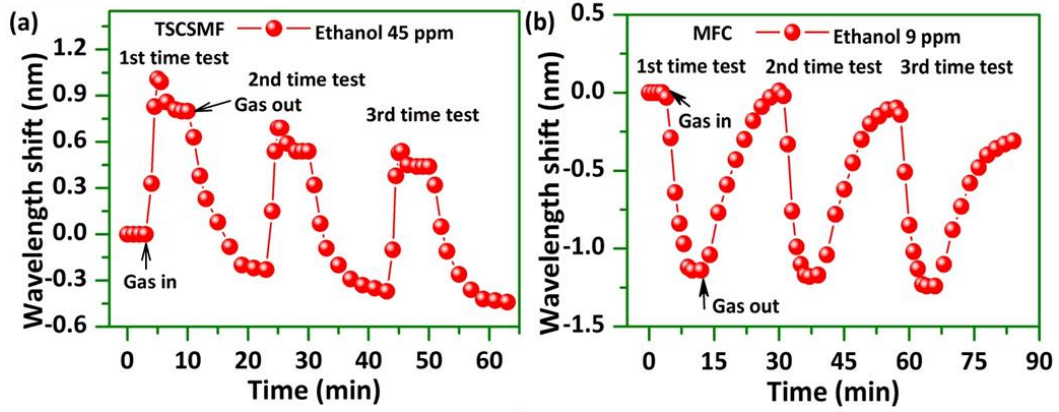 (a)
TSCSMF
Ethanol 45 ppm
1st time test
2nd time test
Gas out
3rd time test
Gas in
Wavelength shift (nm)
1.2
0.9
0.6
0.3
0.0
-0.3
-0.6
0 10 20 30 40 50 60
Time (min)
(b)
MFC
Ethanol 9 ppm
1st time test 2nd time test 3rd time test
Gas in
Gas out
Wavelength shift (nm)
0.5
0.0
-0.5
-1.0
-1.5
0 15 30 45 60 75 90
Time (min)